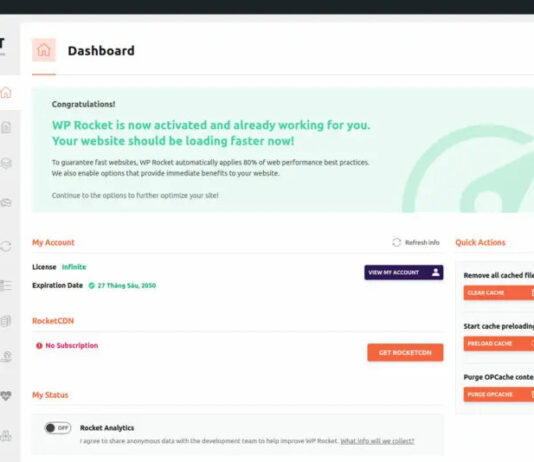 Dashboard
Congratulations!
WP Rocket is now activated and already working for you.
Your website should be loading faster now!
To guarantee fast websites, WP Rocket automatically applies 80% of web performance best practices.
We also enable options that provide immediate benefits to your website.
Continue to the options to further optimize your site!
My Account
Refresh info
Quick Actions
License Infinite
VIEW MY ACCOUNT
Expiration Date 27 Tháng Sáu, 2050
Remove all cached file
CLEAR CACHE
RocketCDN
No Subscription
GET ROCKETCDN
Start cache preloading
PRELOAD CACHE
Purge OPCache conte
PURGE OPCACHE
My Status
OFF
Rocket Analytics
I agree to share anonymous data with the development team to help improve WP Rocket. What info will we collect?